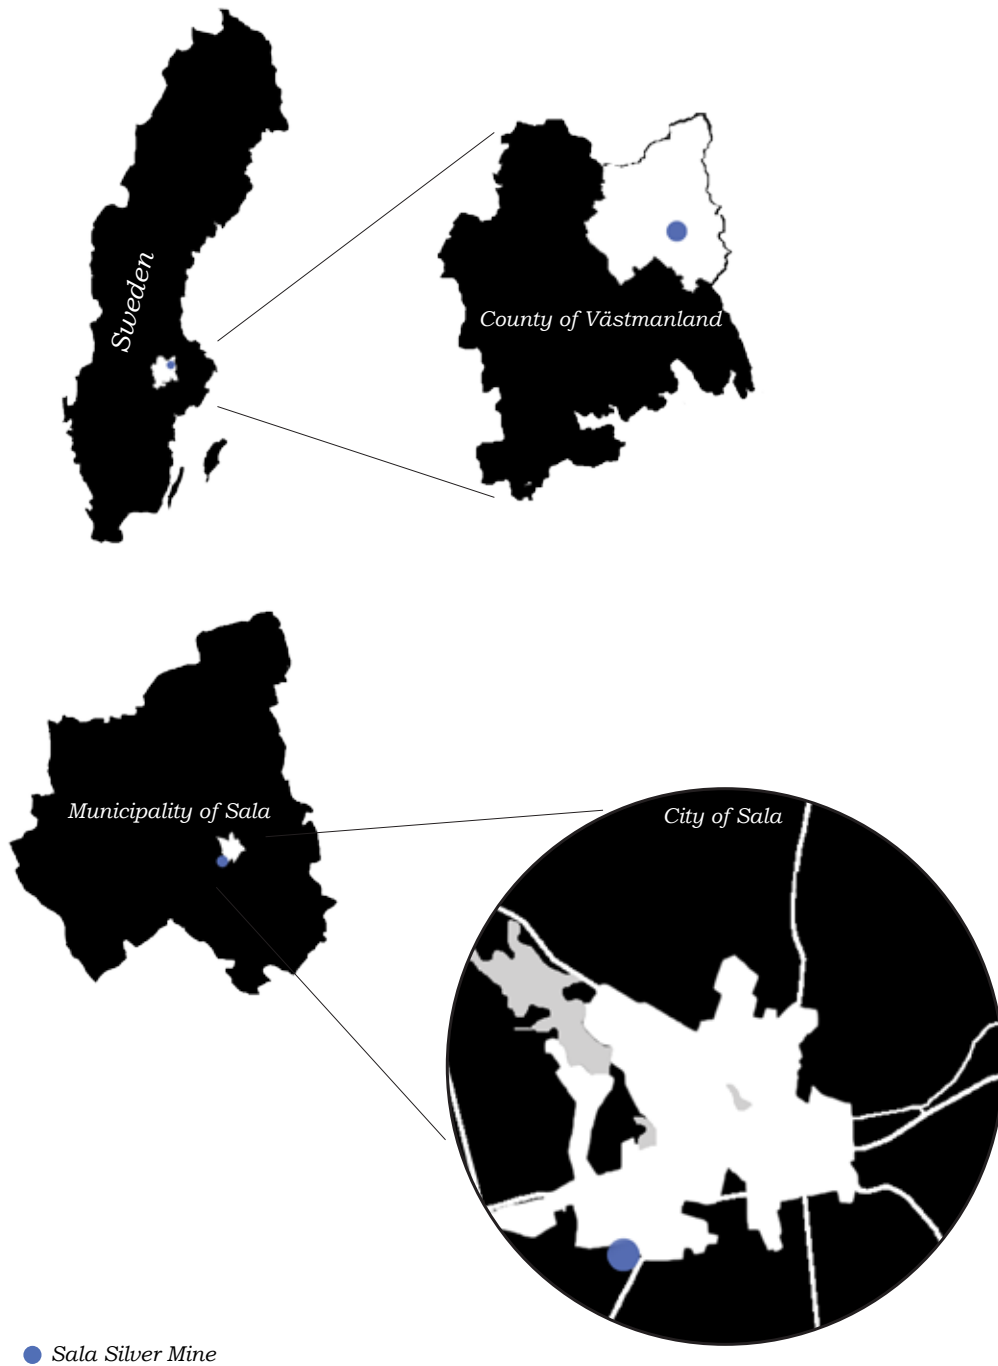 Sweden
County of Västmanland
Municipality of Sala
City of Sala
Sala Silver Mine